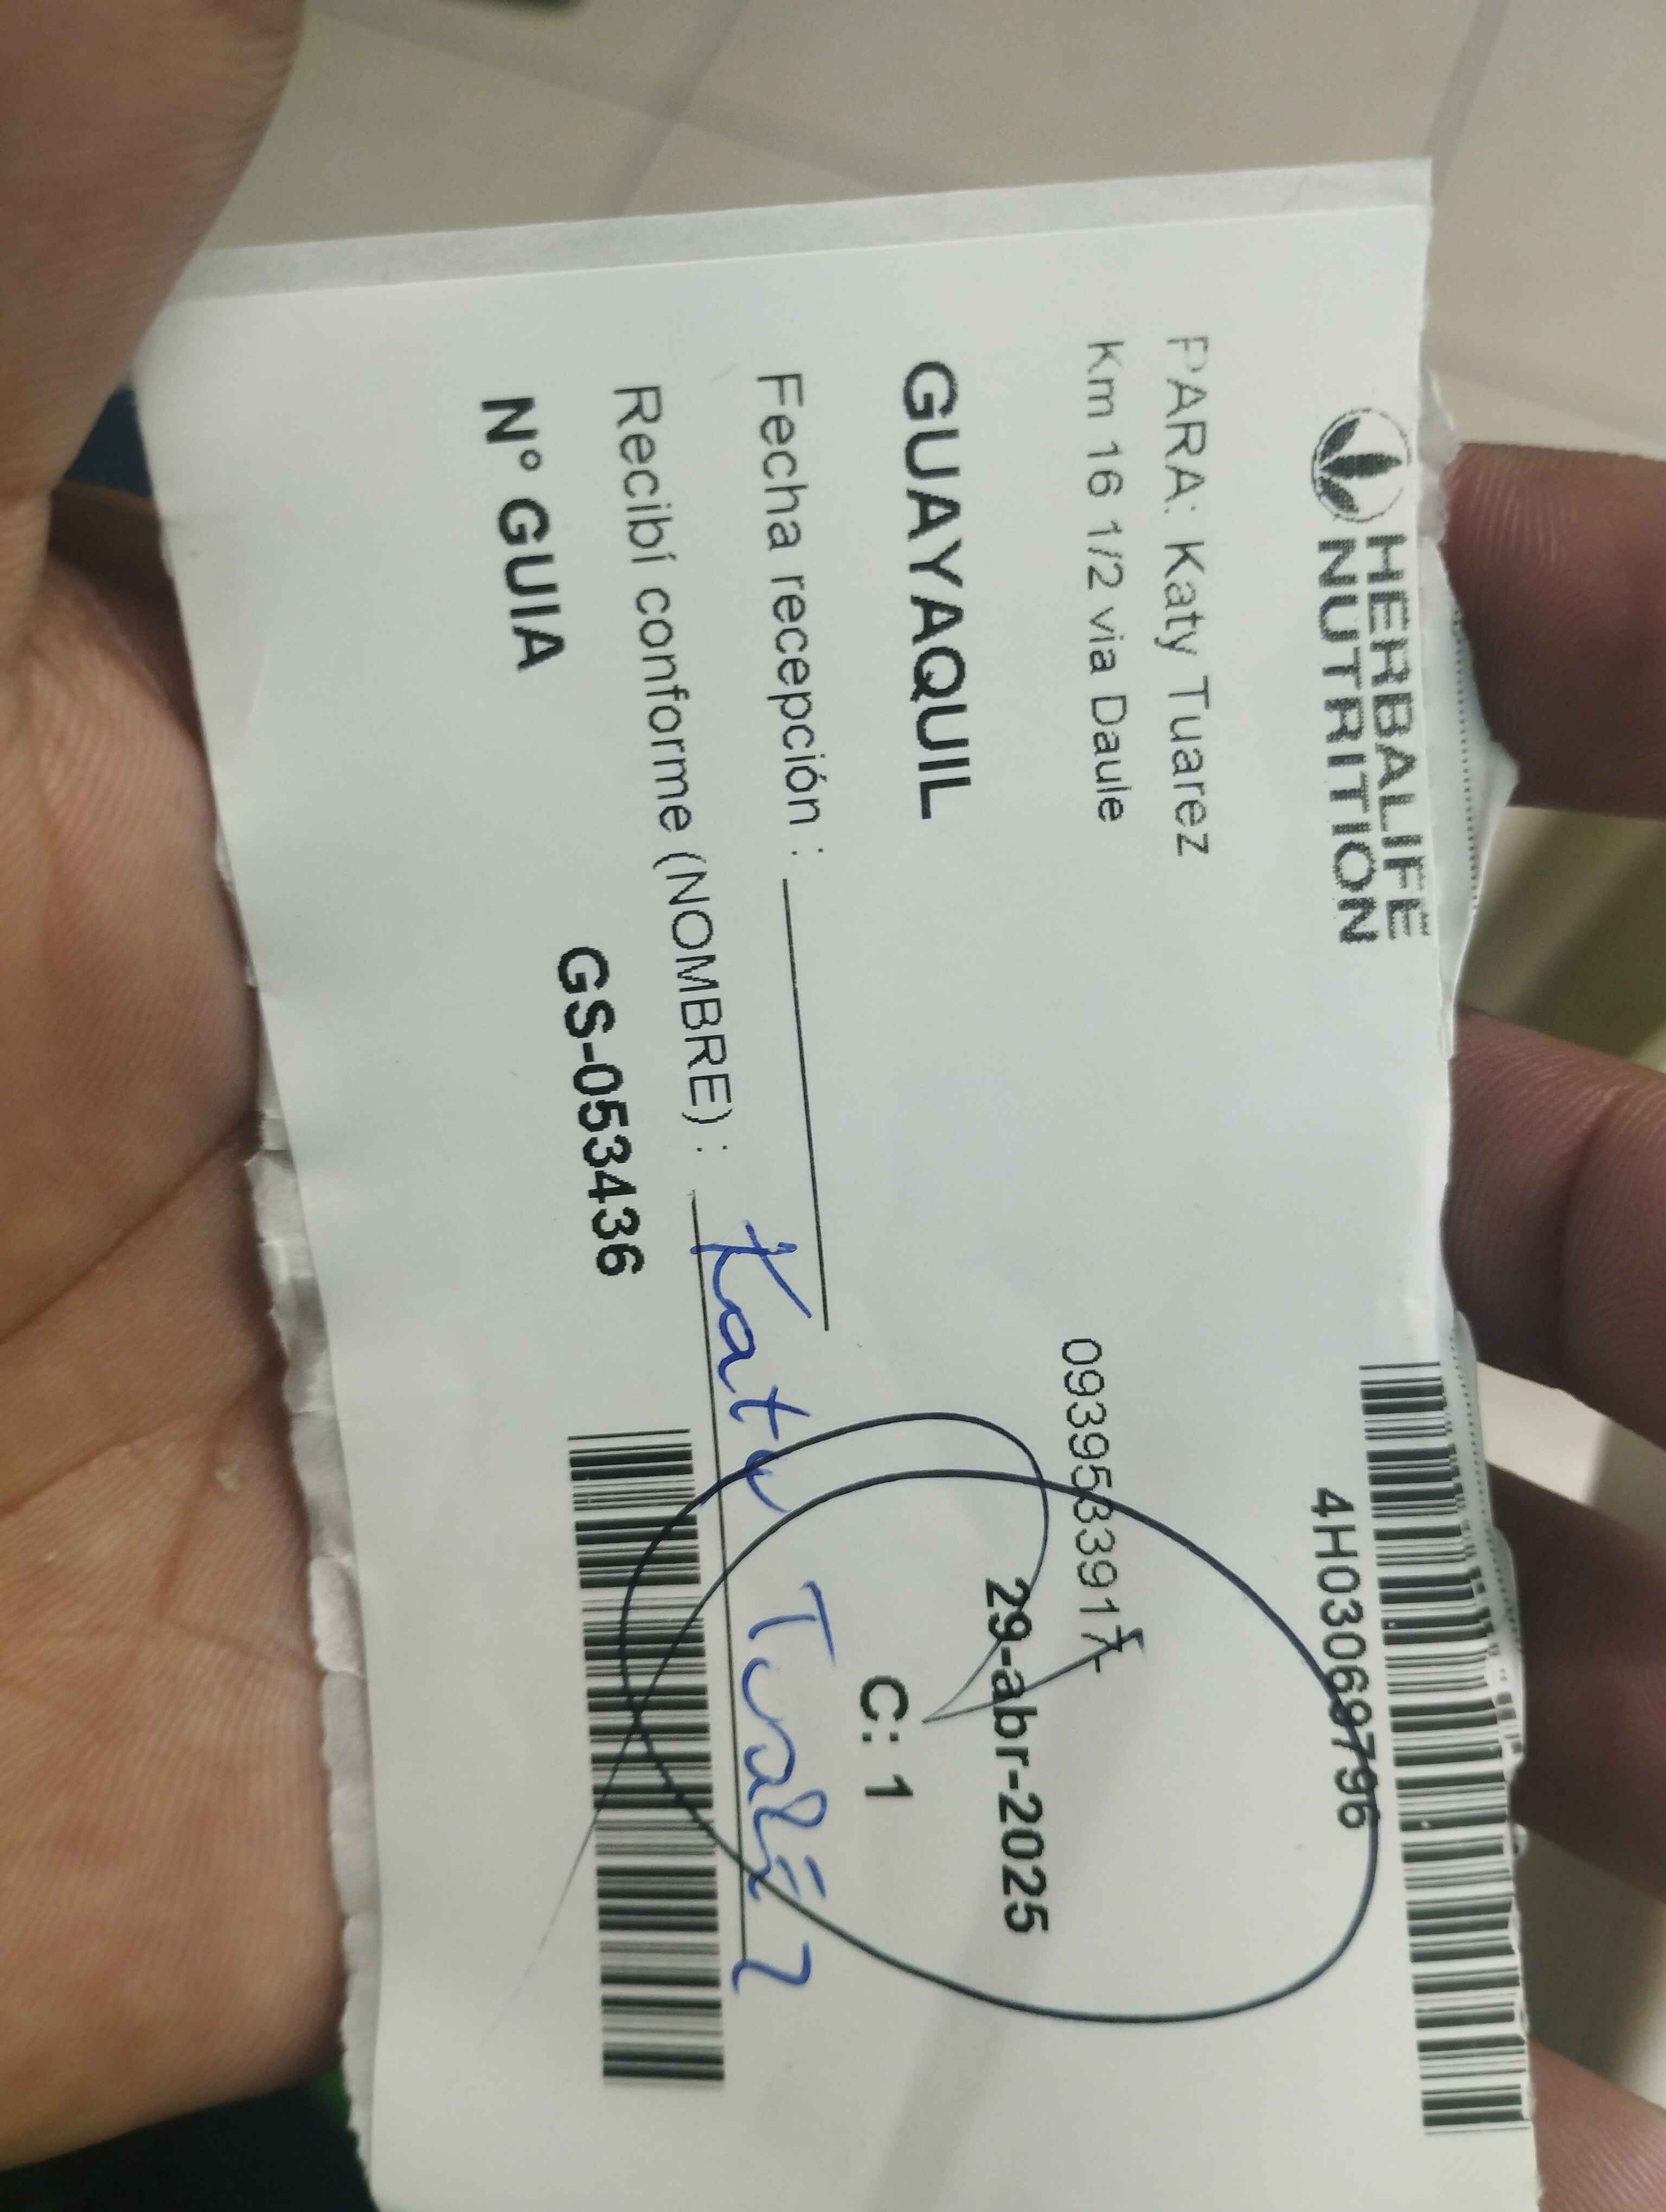 HERBALIFE
NUTRITION
4H03069796
PARA: Katy Tuarez
Km 16 1/2 via Daule
0939533917
29-abr-2025
GUAYAQUIL
C: 1
Fecha recepción :
Recibí conforme (NOMBRE) : Katy Tuarez
N° GUIA
GS-053436